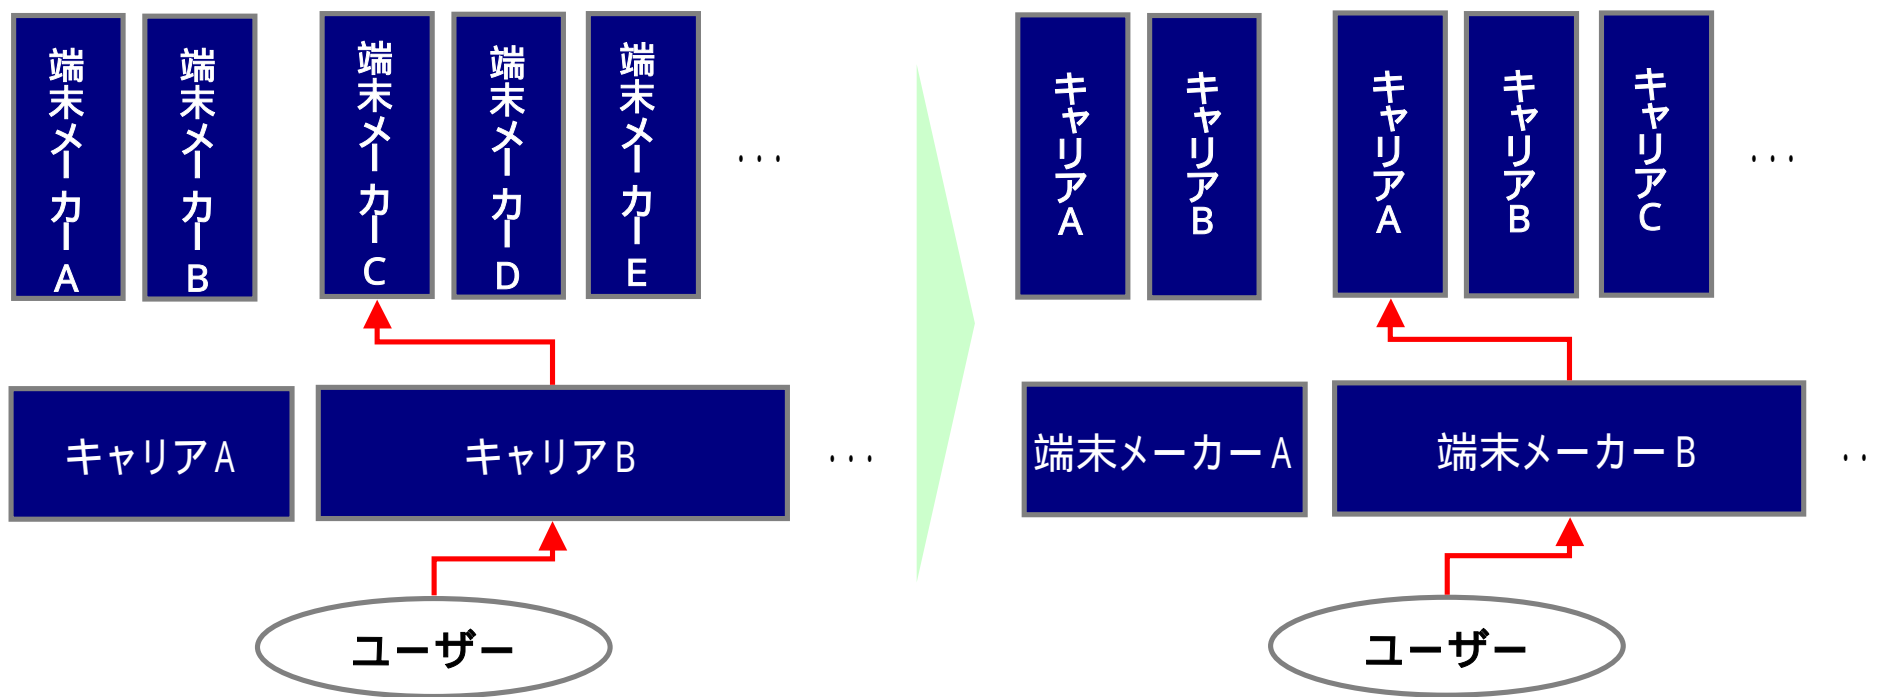 端末メーカーA
端末メーカーB
端末メーカーC
端末メーカーD
端末メーカーE
・・・
キャリアA
キャリアB
・・・
ユーザー
キャリアA
キャリアB
キャリアA
キャリアB
キャリアC
・・・
端末メーカーA
端末メーカーB
・・
ユーザー